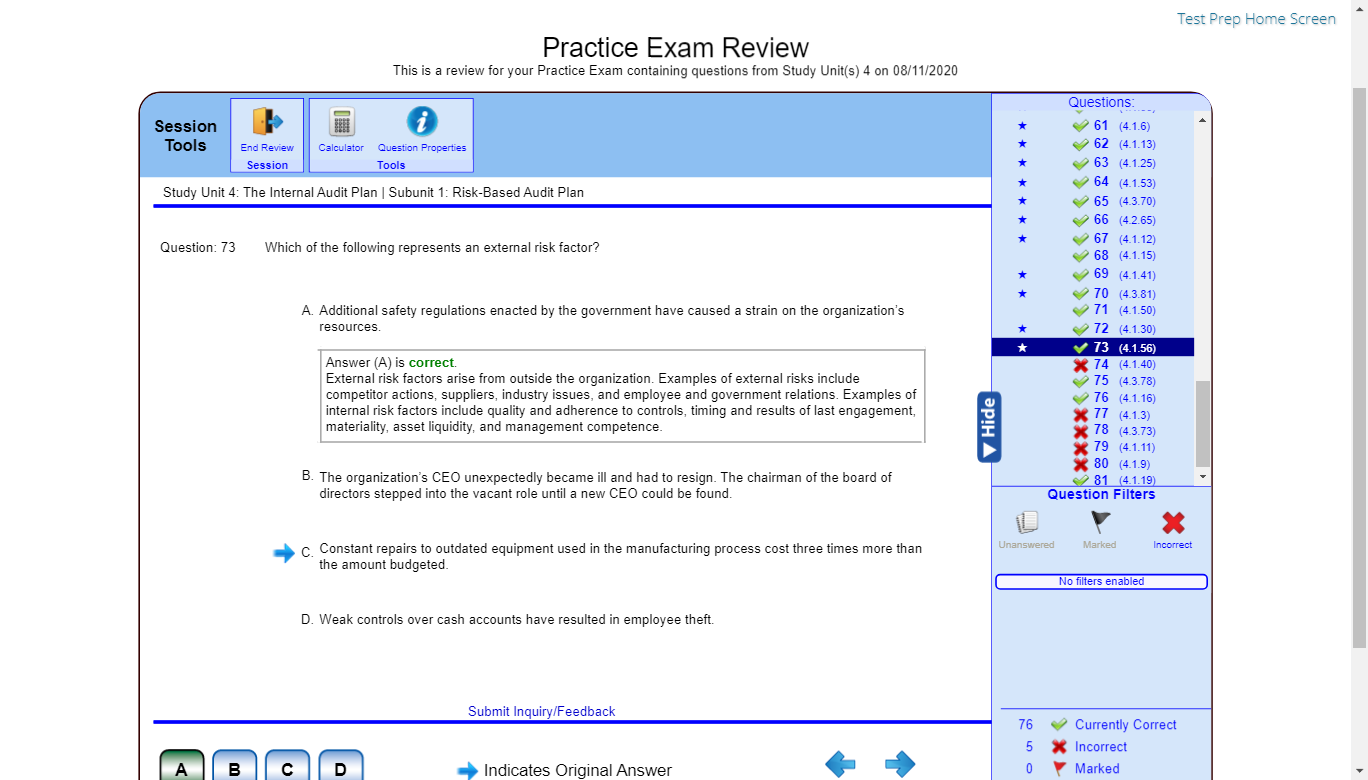 Test Prep Home Screen
Practice Exam Review
This is a review for your Practice Exam containing questions from Study Unit(s) 4 on 08/11/2020
Session Tools
End Review
Session
Calculator
Question Properties
Tools
Study Unit 4: The Internal Audit Plan | Subunit 1: Risk-Based Audit Plan
Question: 73
Which of the following represents an external risk factor?
A. Additional safety regulations enacted by the government have caused a strain on the organization's
resources.
Answer (A) is correct.
External risk factors arise from outside the organization. Examples of external risks include
competitor actions, suppliers, industry issues, and employee and government relations. Examples of
internal risk factors include quality and adherence to controls, timing and results of last engagement,
materiality, asset liquidity, and management competence.
B. The organization's CEO unexpectedly became ill and had to resign. The chairman of the board of
directors stepped into the vacant role until a new CEO could be found.
C. Constant repairs to outdated equipment used in the manufacturing process cost three times more than
the amount budgeted.
D. Weak controls over cash accounts have resulted in employee theft.
Submit Inquiry/Feedback
A
B
C
D
Indicates Original Answer
Questions:
61 (4.1.6)
62 (4.1.13)
63 (4.1.25)
64 (4.1.53)
65 (4.3.70)
66 (4.2.65)
67 (4.1.12)
68 (4.1.15)
69 (4.1.41)
70 (4.3.81)
71 (4.1.50)
72 (4.1.30)
73 (4.1.56)
74 (4.1.40)
75 (4.3.78)
76 (4.1.16)
77 (4.1.3)
78 (4.3.73)
79 (4.1.11)
80 (4.1.9)
81 (4.1.19)
Hide
Question Filters
Unanswered
Marked
Incorrect
No filters enabled
76 Currently Correct
5 Incorrect
0 Marked